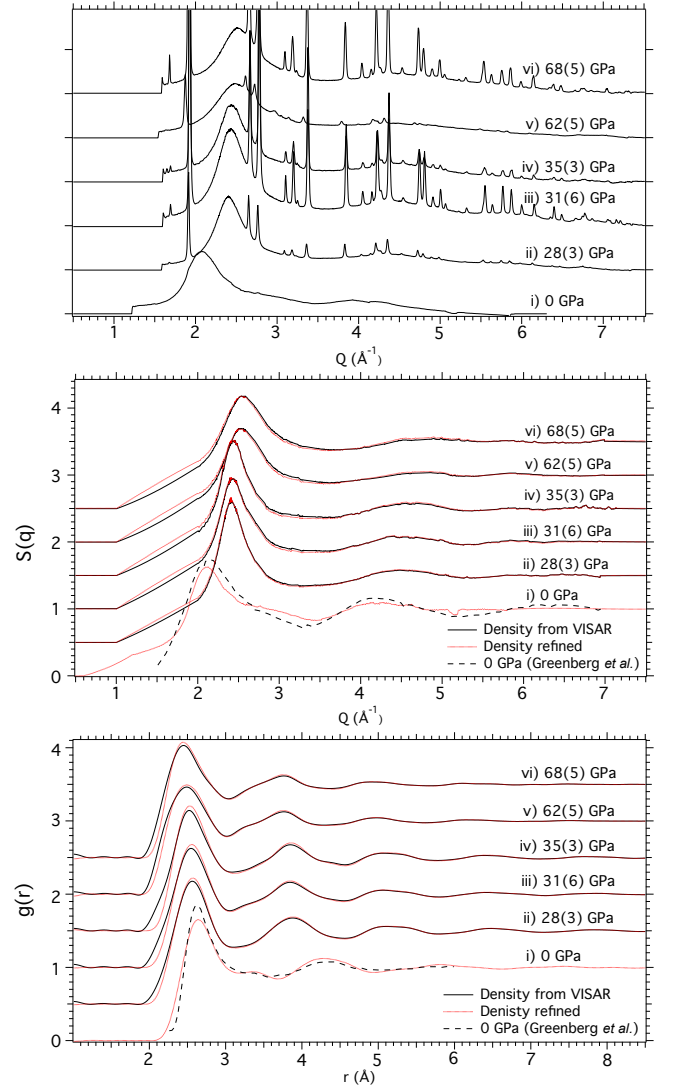 vi) 68(5) GPa
v) 62(5) GPa
iv) 35(3) GPa
iii) 31(6) GPa
ii) 28(3) GPa
i) 0 GPa
1 2 3 4 5 6 7
Q (Å⁻¹)
4
3
2
1
0
S(q)
vi) 68(5) GPa
v) 62(5) GPa
iv) 35(3) GPa
iii) 31(6) GPa
ii) 28(3) GPa
i) 0 GPa
Density from VISAR
Density refined
0 GPa (Greenberg et al.)
1 2 3 4 5 6 7
Q (Å⁻¹)
4
3
2
1
0
g(r)
vi) 68(5) GPa
v) 62(5) GPa
iv) 35(3) GPa
iii) 31(6) GPa
ii) 28(3) GPa
i) 0 GPa
Density from VISAR
Denisty refined
0 GPa (Greenberg et al.)
2 3 4 5 6 7 8
r (Å)